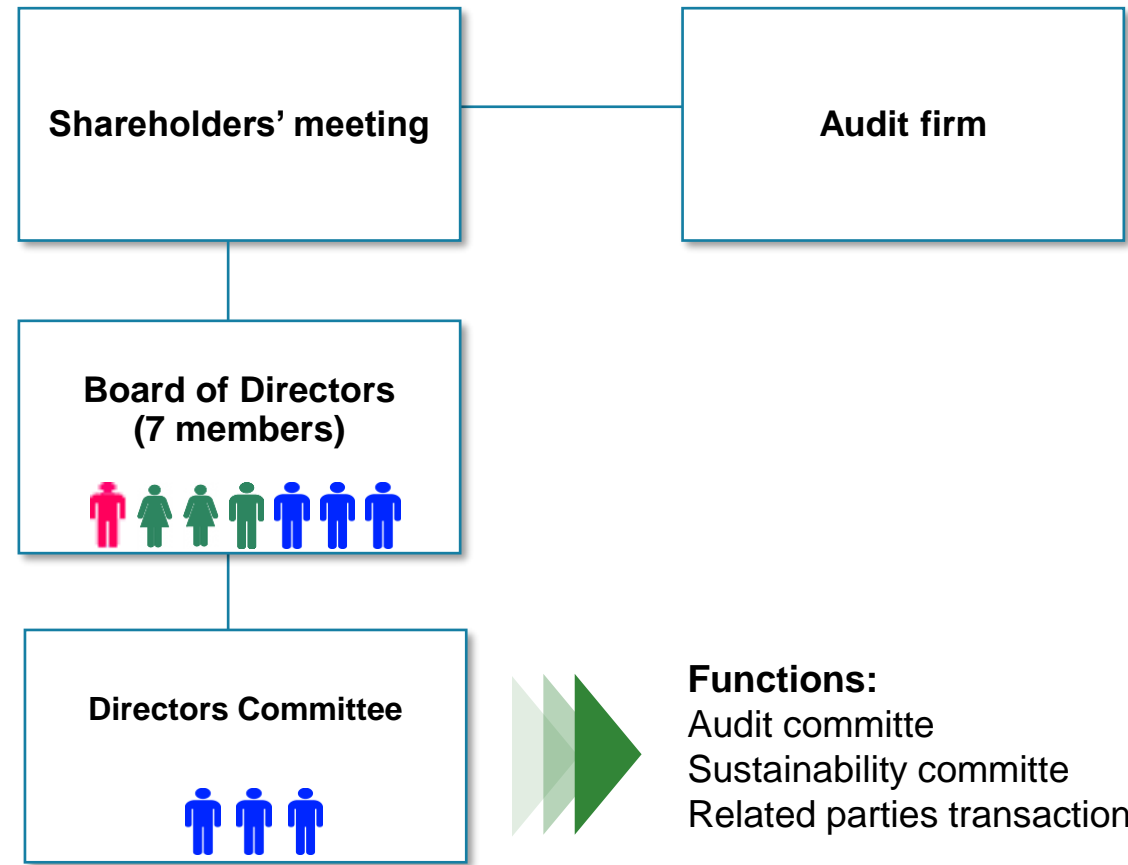 Shareholders’ meeting
Audit firm
Board of Directors
(7 members)
Directors Committee
Functions:
Audit committe
Sustainability committe
Related parties transaction